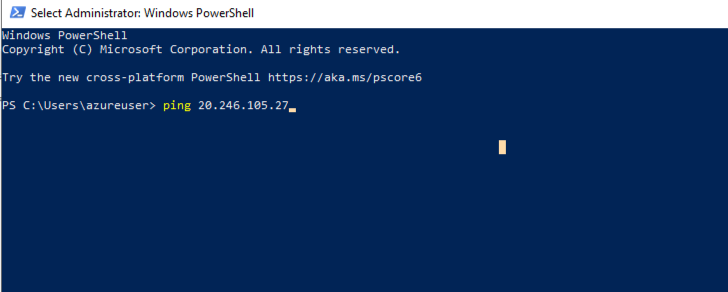 Select Administrator: Windows PowerShell
Windows PowerShell
Copyright (C) Microsoft Corporation. All rights reserved.
Try the new cross-platform PowerShell https://aka.ms/pscore6
PS C:\Users\azureuser> ping 20.246.105.27